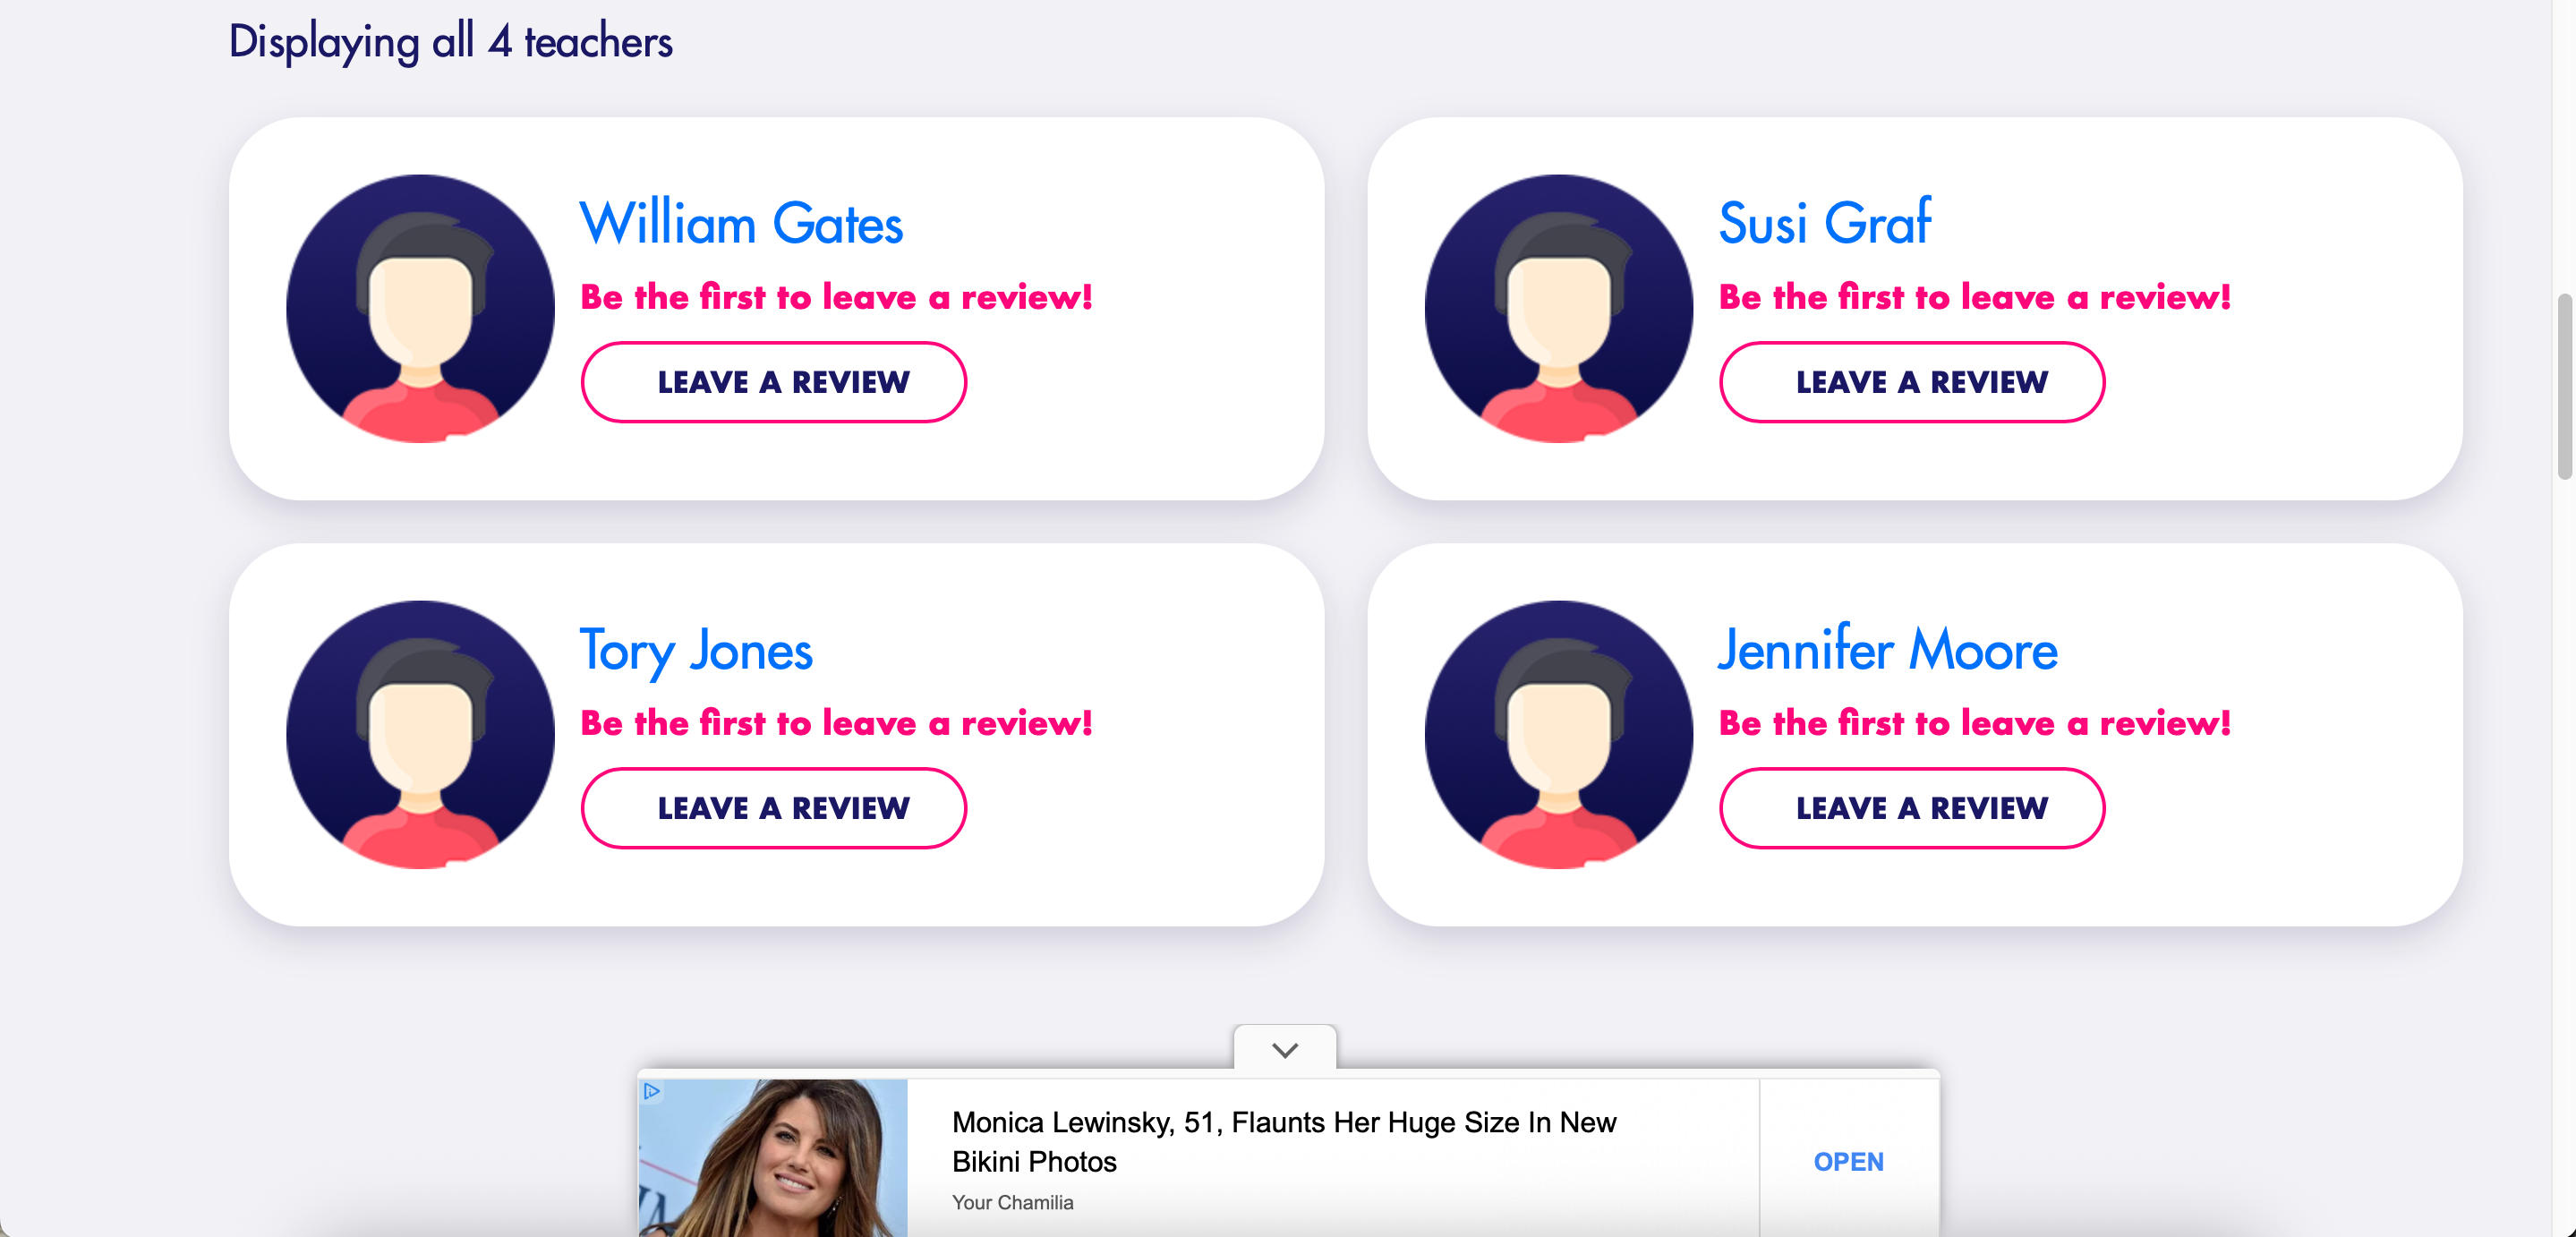 Displaying all 4 teachers
William Gates
Be the first to leave a review!
LEAVE A REVIEW
Susi Graf
Be the first to leave a review!
LEAVE A REVIEW
Tory Jones
Be the first to leave a review!
LEAVE A REVIEW
Jennifer Moore
Be the first to leave a review!
LEAVE A REVIEW
Monica Lewinsky, 51, Flaunts Her Huge Size In New
Bikini Photos
Your Chamilia
OPEN